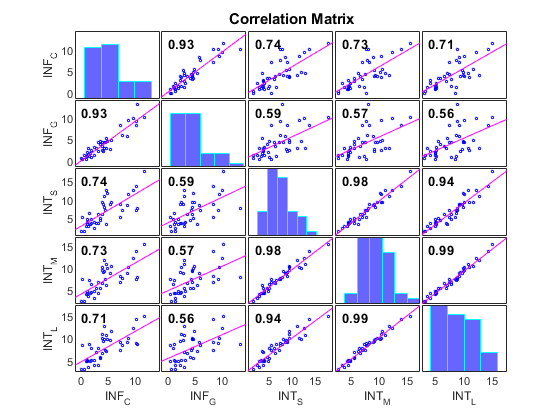 Correlation Matrix
INF_C 10 5 0 0.93 0.74 0.73 0.71
INF_G 10 5 0 0.93 0.59 0.57 0.56
INT_S 15 10 5 0.74 0.59 0.98 0.94
INT_M 15 10 5 0.73 0.57 0.98 0.99
INT_L 15 10 5 0.71 0.56 0.94 0.99
0 5 10 0 5 10 5 10 15 5 10 15 5 10 15
INF_C INF_G INT_S INT_M INT_L